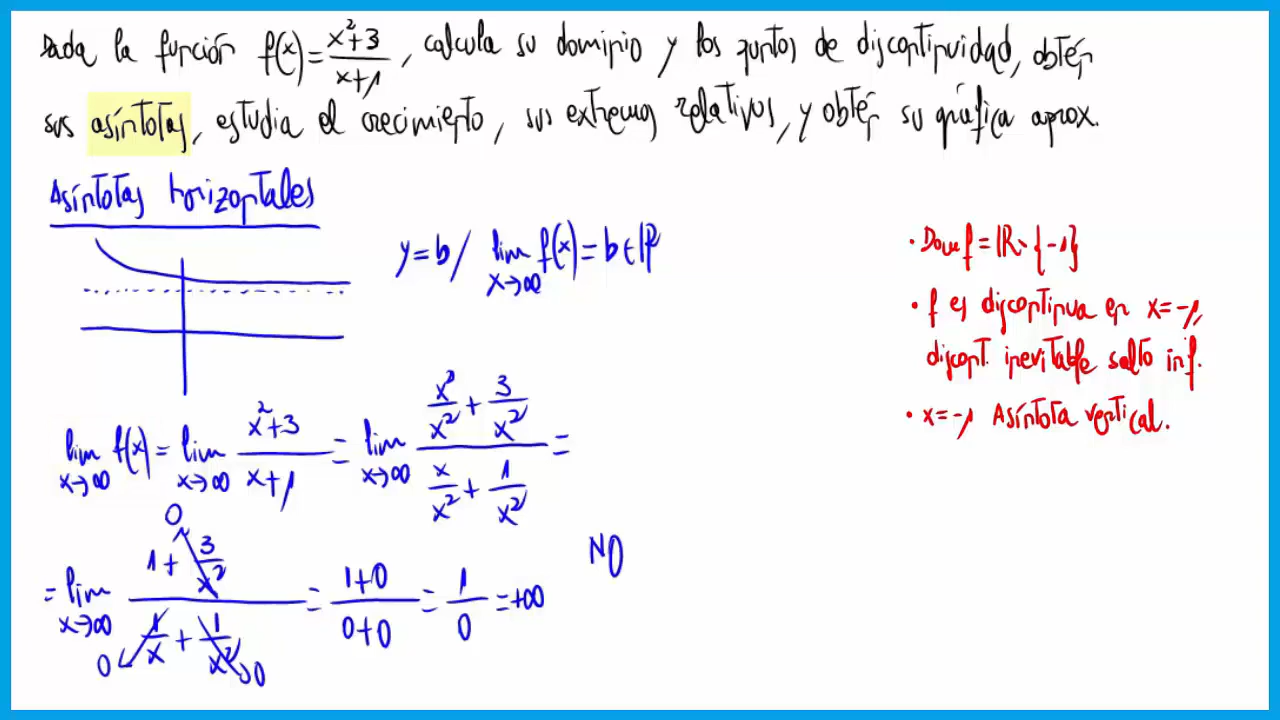 Dada la función f(x) = (x²+3)/(x+1), calcula su dominio y los puntos de discontinuidad, obtén
sus asíntotas, estudia el crecimiento, sus extremos relativos, y obtén su gráfica aprox.
Asíntotas horizontales
y = b / lim x→∞ f(x) = b ∈ ℝ
lim x→∞ f(x) = lim x→∞ (x²+3)/(x+1) = lim x→∞ (x²/x² + 3/x²)/(x/x² + 1/x²) =
= lim x→∞ (1 + 3/x²)/(1/x + 1/x²) = (1+0)/(0+0) = 1/0 = +∞
0
0
0
NO
• Dom f = ℝ \ {-1}
• f es discontinua en x = -1,
discont. inevitable salto inf.
• x = -1 Asíntota vertical.